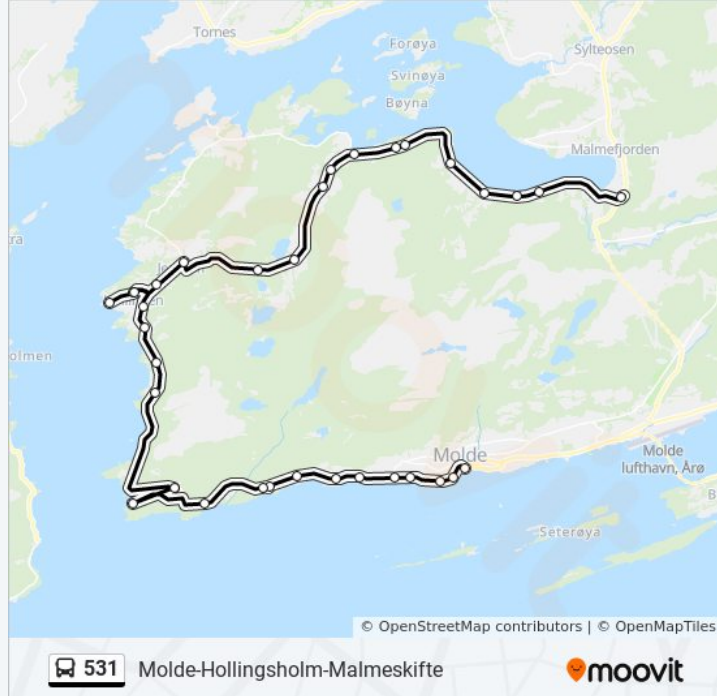 Tornes
Forøya
Sylteosen
Svinøya
Bøyna
Malmefjorden
tra
olmen
Molde
Molde
lufthavn, Årø
B
Seterøya
© OpenStreetMap contributors | © OpenMapTiles
531 Molde-Hollingsholm-Malmeskifte
moovit